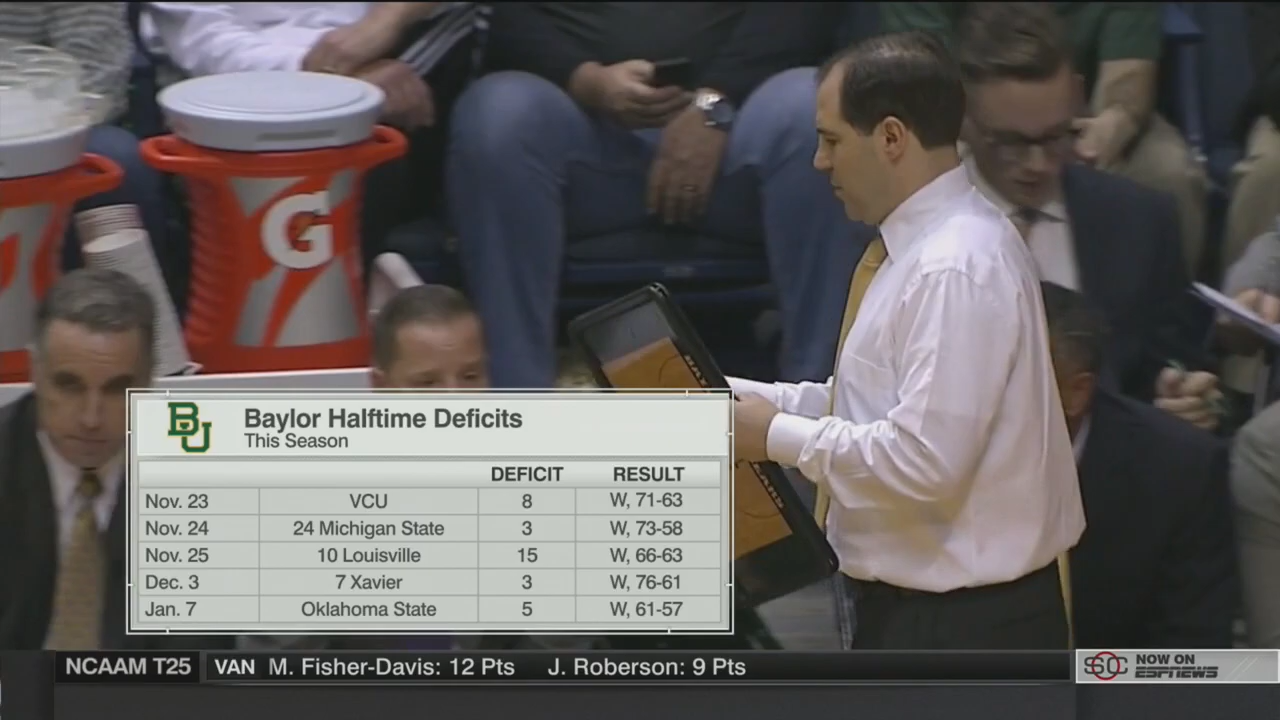 G
BU
Baylor Halftime Deficits
This Season
DEFICIT RESULT
Nov. 23 VCU 8 W, 71-63
Nov. 24 24 Michigan State 3 W, 73-58
Nov. 25 10 Louisville 15 W, 66-63
Dec. 3 7 Xavier 3 W, 76-61
Jan. 7 Oklahoma State 5 W, 61-57
NCAAM T25 VAN M. Fisher-Davis: 12 Pts J. Roberson: 9 Pts
SC NOW ON
ESPNEWS